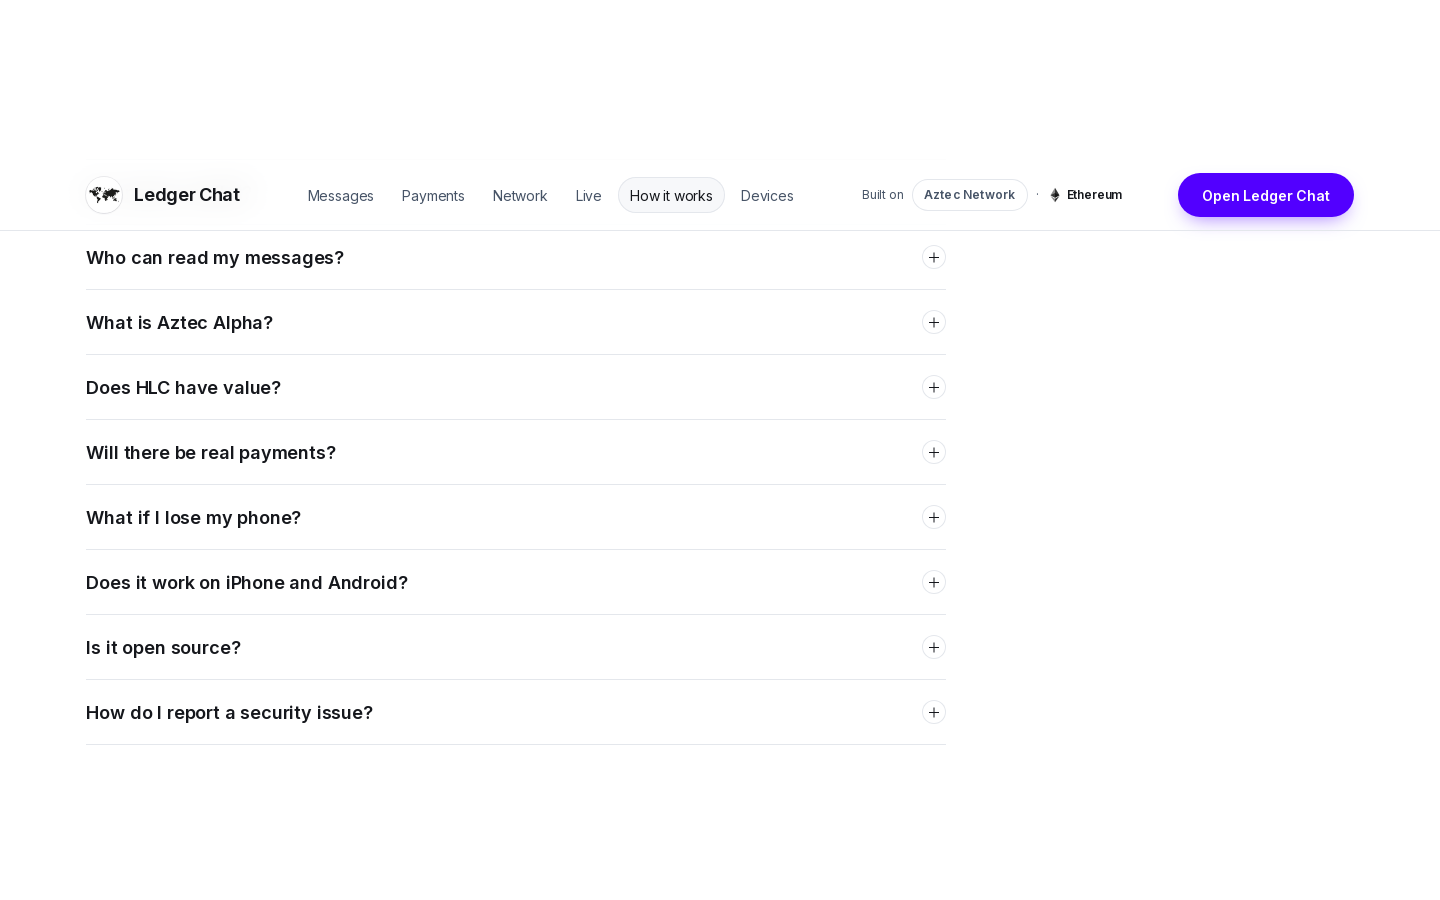 Ledger Chat
Messages
Payments
Network
Live
How it works
Devices
Built on
Aztec Network
·
Ethereum
Open Ledger Chat
Who can read my messages?
What is Aztec Alpha?
Does HLC have value?
Will there be real payments?
What if I lose my phone?
Does it work on iPhone and Android?
Is it open source?
How do I report a security issue?